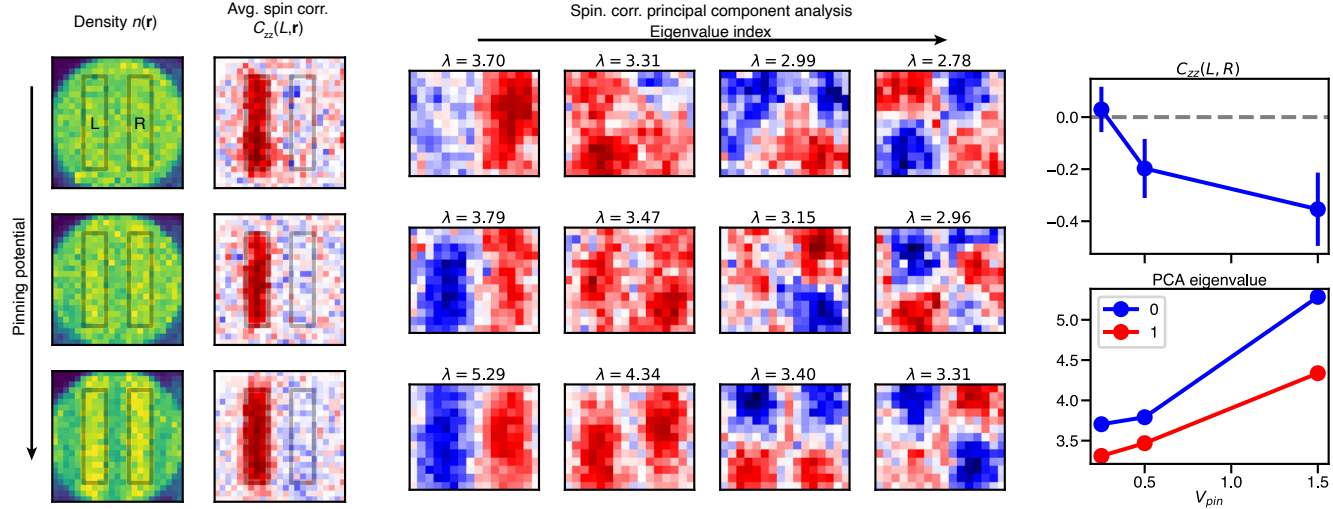 Density n(r)
Avg. spin corr.
C_zz(L,r)
Spin. corr. principal component analysis
Eigenvalue index
Pinning potential
L
R
λ = 3.70
λ = 3.31
λ = 2.99
λ = 2.78
λ = 3.79
λ = 3.47
λ = 3.15
λ = 2.96
λ = 5.29
λ = 4.34
λ = 3.40
λ = 3.31
C_zz(L, R)
0.0
−0.2
−0.4
PCA eigenvalue
0
1
5.0
4.5
4.0
3.5
0.5
1.0
1.5
V_pin